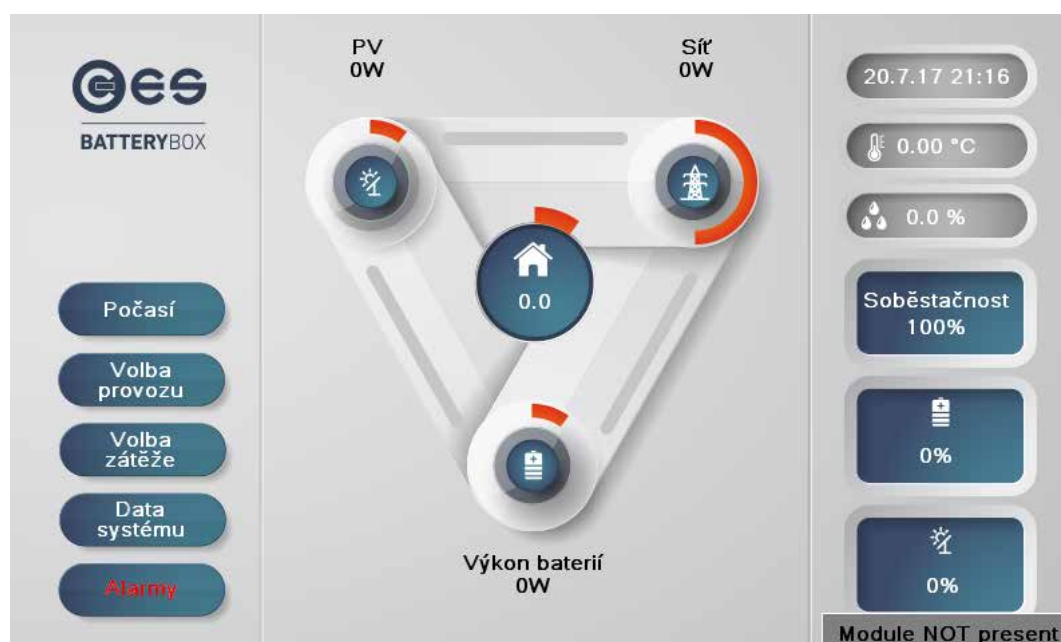 GES
BATTERYBOX
Počasí
Volba
provozu
Volba
zátěže
Data
systému
Alarmy
PV
0W
Síť
0W
0.0
Výkon baterií
0W
20.7.17 21:16
0.00 °C
0.0 %
Soběstačnost
100%
0%
0%
Module NOT present